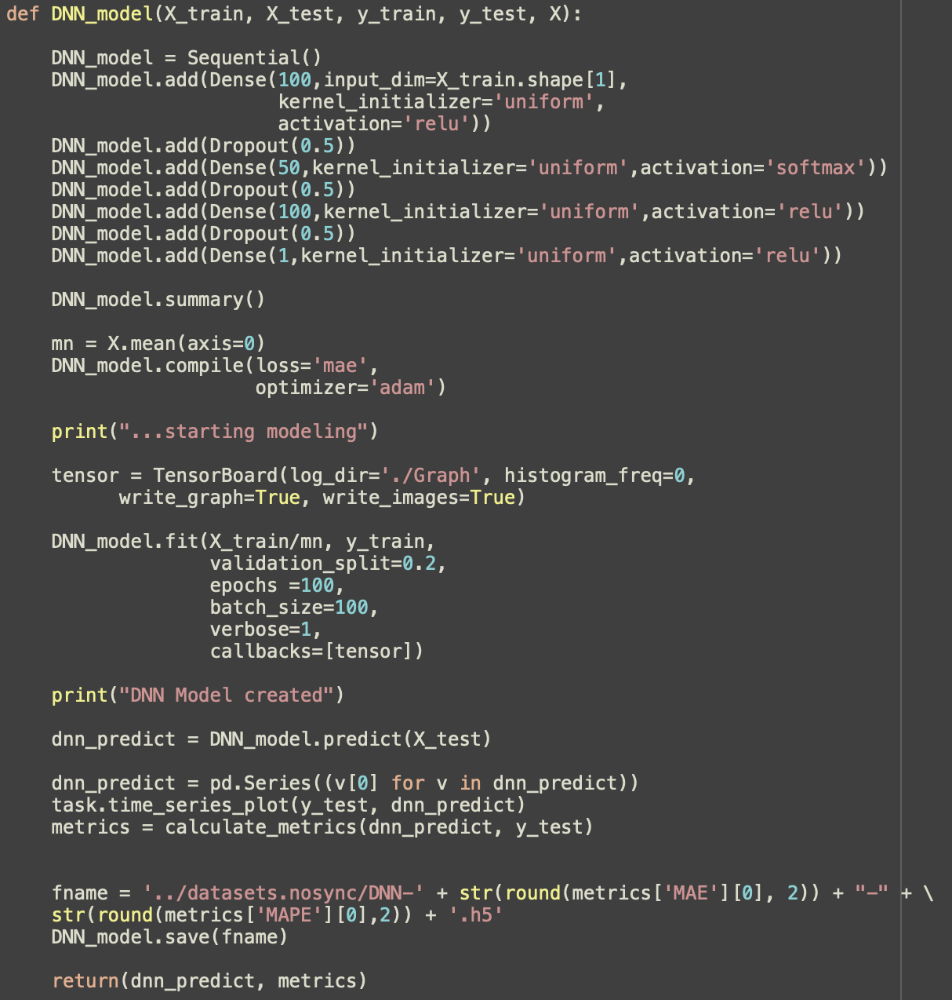 def DNN_model(X_train, X_test, y_train, y_test, X):
DNN_model = Sequential()
DNN_model.add(Dense(100,input_dim=X_train.shape[1],
kernel_initializer='uniform',
activation='relu'))
DNN_model.add(Dropout(0.5))
DNN_model.add(Dense(50,kernel_initializer='uniform',activation='softmax'))
DNN_model.add(Dropout(0.5))
DNN_model.add(Dense(100,kernel_initializer='uniform',activation='relu'))
DNN_model.add(Dropout(0.5))
DNN_model.add(Dense(1,kernel_initializer='uniform',activation='relu'))
DNN_model.summary()
mn = X.mean(axis=0)
DNN_model.compile(loss='mae',
optimizer='adam')
print("...starting modeling")
tensor = TensorBoard(log_dir='./Graph', histogram_freq=0,
write_graph=True, write_images=True)
DNN_model.fit(X_train/mn, y_train,
validation_split=0.2,
epochs =100,
batch_size=100,
verbose=1,
callbacks=[tensor])
print("DNN Model created")
dnn_predict = DNN_model.predict(X_test)
dnn_predict = pd.Series((v[0] for v in dnn_predict))
task.time_series_plot(y_test, dnn_predict)
metrics = calculate_metrics(dnn_predict, y_test)
fname = '../datasets.nosync/DNN-' + str(round(metrics['MAE'][0], 2)) + "-" + \
str(round(metrics['MAPE'][0],2)) + '.h5'
DNN_model.save(fname)
return(dnn_predict, metrics)